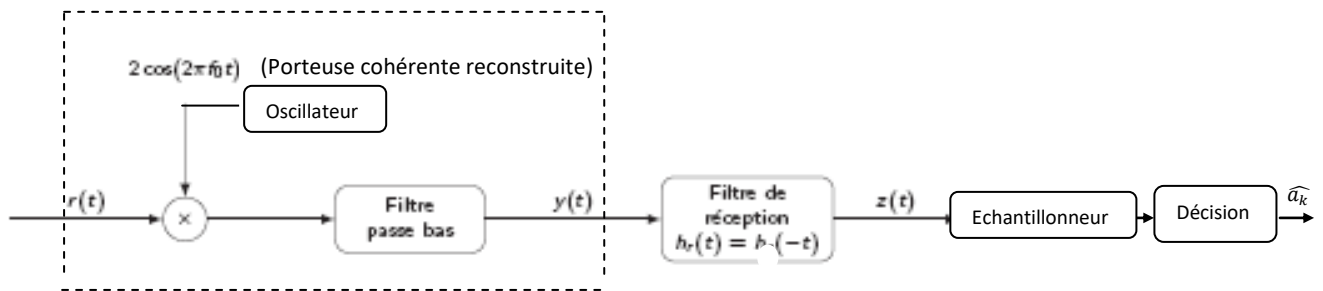 2 cos(2πf₀t) (Porteuse cohérente reconstruite)
Oscillateur
r(t)
×
Filtre
passe bas
y(t)
Filtre de
réception
hᵣ(t) = h (-t)
z(t)
Echantillonneur
Décision
âₖ